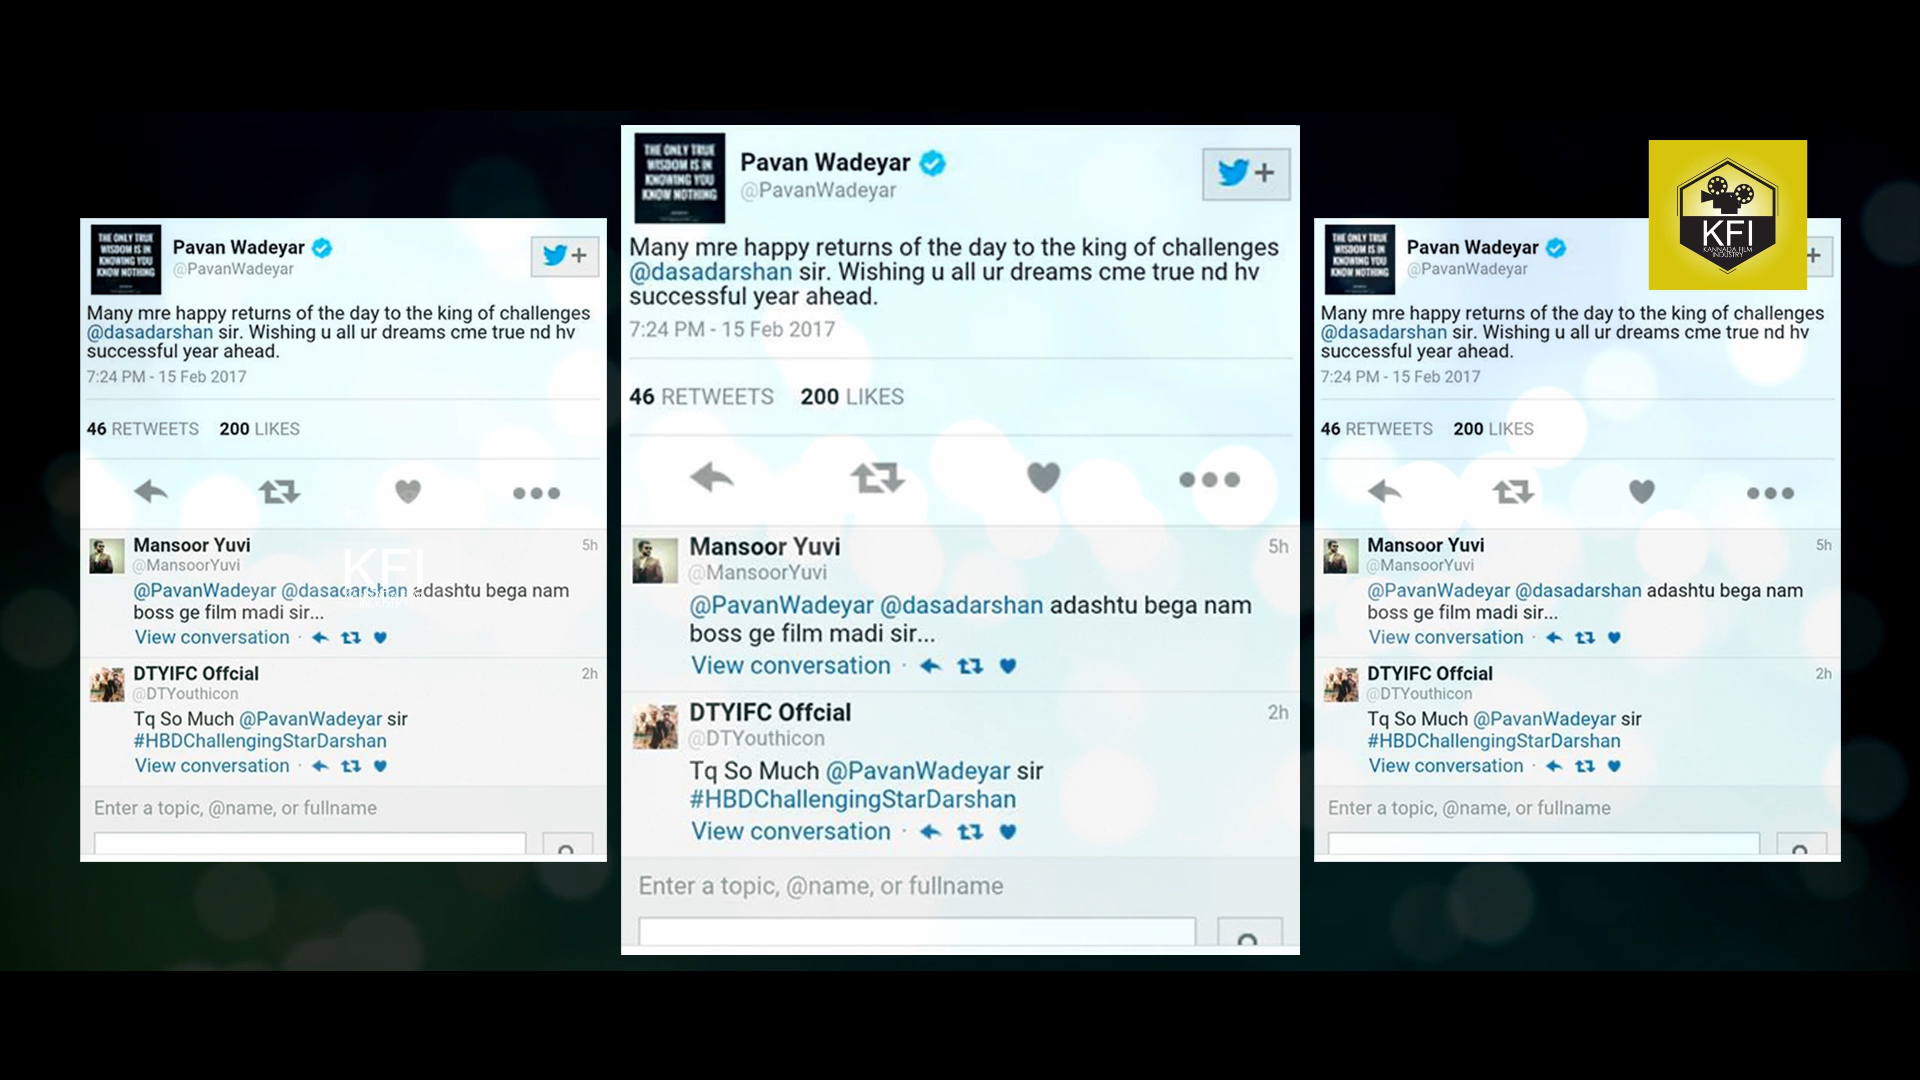 THE ONLY TRUE
WISDOM IS IN
KNOWING YOU
KNOW NOTHING
Pavan Wadeyar
@PavanWadeyar
Many mre happy returns of the day to the king of challenges
@dasadarshan sir. Wishing u all ur dreams cme true nd hv
successful year ahead.
7:24 PM - 15 Feb 2017
46 RETWEETS 200 LIKES
Mansoor Yuvi 5h
@MansoorYuvi
@PavanWadeyar @dasadarshan adashtu bega nam
boss ge film madi sir...
View conversation ·
DTYIFC Offcial 2h
@DTYouthicon
Tq So Much @PavanWadeyar sir
#HBDChallengingStarDarshan
View conversation ·
Enter a topic, @name, or fullname
KFI
THE ONLY TRUE
WISDOM IS IN
KNOWING YOU
KNOW NOTHING
Pavan Wadeyar
@PavanWadeyar
+
Many mre happy returns of the day to the king of challenges
@dasadarshan sir. Wishing u all ur dreams cme true nd hv
successful year ahead.
7:24 PM - 15 Feb 2017
46 RETWEETS 200 LIKES
Mansoor Yuvi 5h
@MansoorYuvi
@PavanWadeyar @dasadarshan adashtu bega nam
boss ge film madi sir...
View conversation ·
DTYIFC Offcial 2h
@DTYouthicon
Tq So Much @PavanWadeyar sir
#HBDChallengingStarDarshan
View conversation ·
Enter a topic, @name, or fullname
THE ONLY TRUE
WISDOM IS IN
KNOWING YOU
KNOW NOTHING
Pavan Wadeyar
@PavanWadeyar
Many mre happy returns of the day to the king of challenges
@dasadarshan sir. Wishing u all ur dreams cme true nd hv
successful year ahead.
7:24 PM - 15 Feb 2017
46 RETWEETS 200 LIKES
Mansoor Yuvi 5h
@MansoorYuvi
@PavanWadeyar @dasadarshan adashtu bega nam
boss ge film madi sir...
View conversation ·
DTYIFC Offcial 2h
@DTYouthicon
Tq So Much @PavanWadeyar sir
#HBDChallengingStarDarshan
View conversation ·
Enter a topic, @name, or fullname
KFI
KANNADA FILM
INDUSTRY